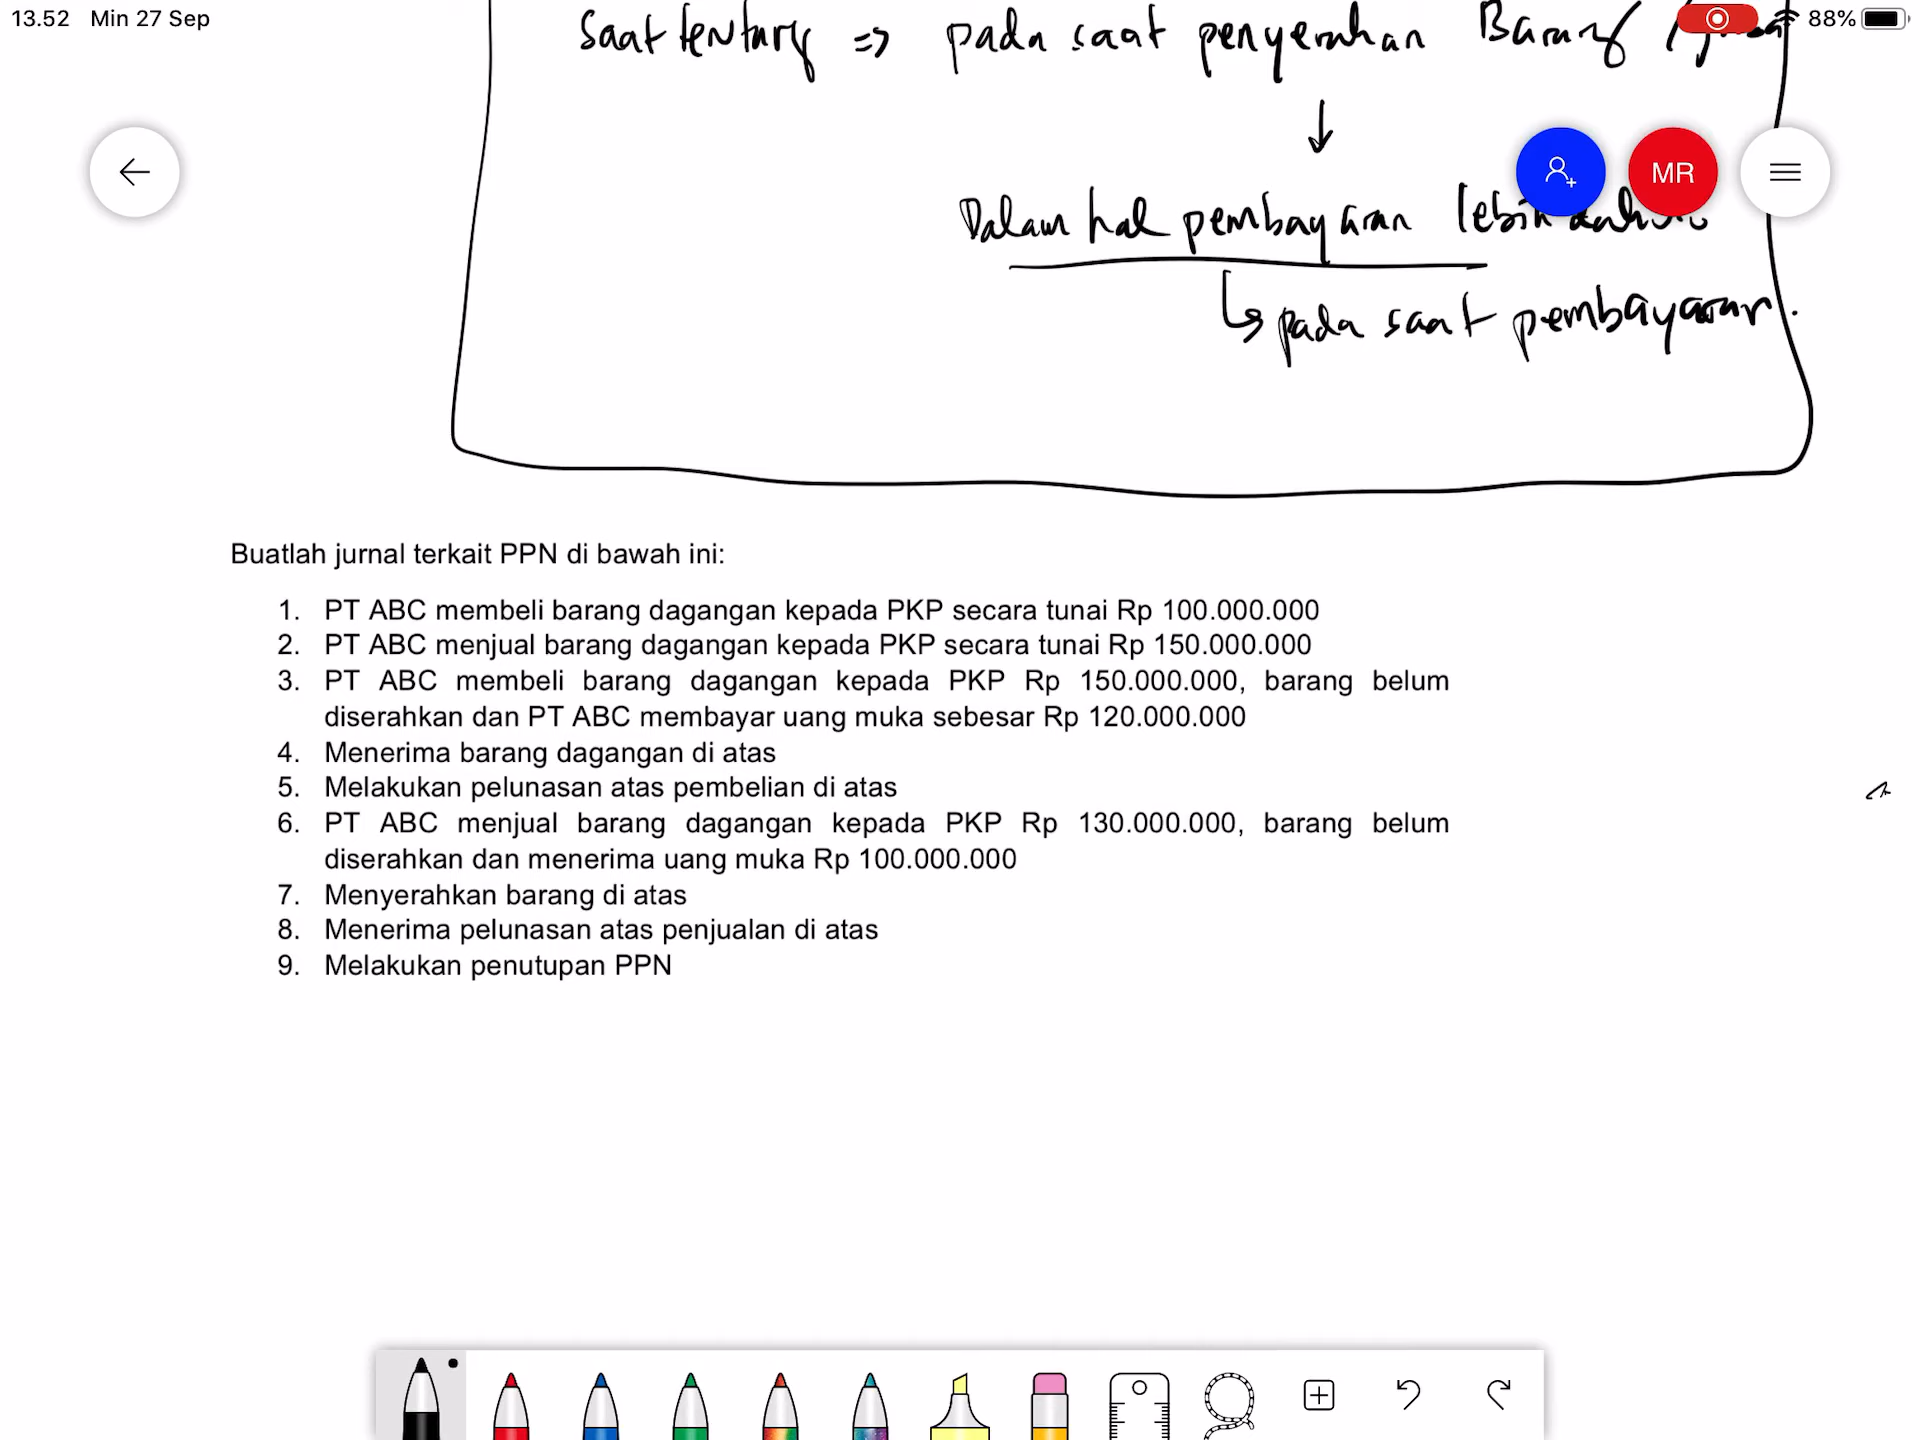 13.52 Min 27 Sep
88%
pada saat penyerahan Barang
MR
Dalam hal pembayaran lebih
pada saat pembayaran.
Buatlah jurnal terkait PPN di bawah ini:
1. PT ABC membeli barang dagangan kepada PKP secara tunai Rp 100.000.000
2. PT ABC menjual barang dagangan kepada PKP secara tunai Rp 150.000.000
3. PT ABC membeli barang dagangan kepada PKP Rp 150.000.000, barang belum
diserahkan dan PT ABC membayar uang muka sebesar Rp 120.000.000
4. Menerima barang dagangan di atas
5. Melakukan pelunasan atas pembelian di atas
6. PT ABC menjual barang dagangan kepada PKP Rp 130.000.000, barang belum
diserahkan dan menerima uang muka Rp 100.000.000
7. Menyerahkan barang di atas
8. Menerima pelunasan atas penjualan di atas
9. Melakukan penutupan PPN